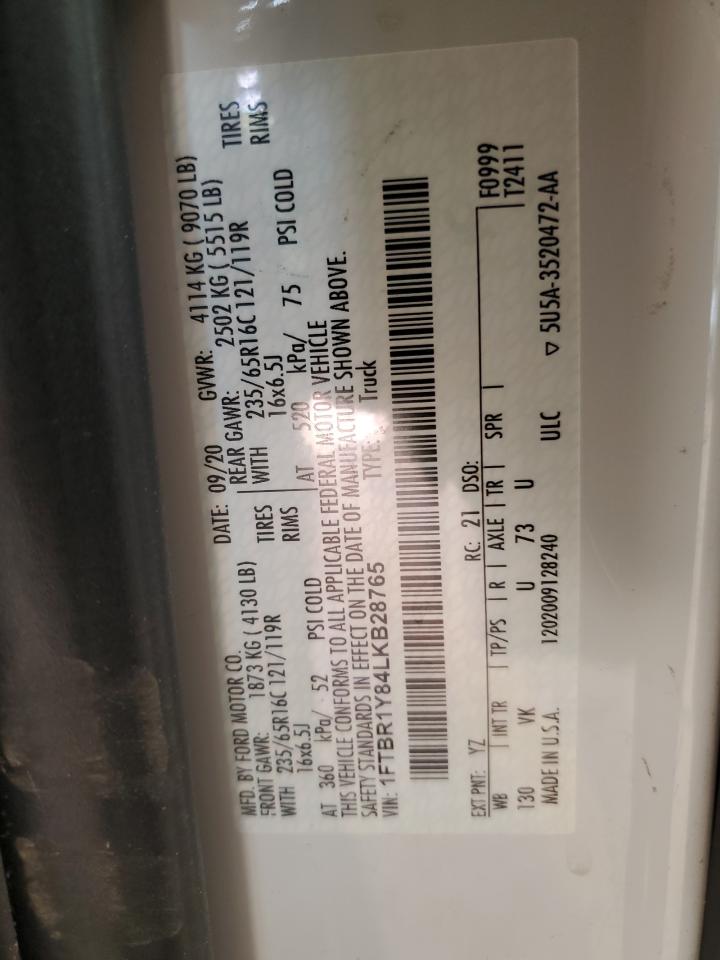 MFD. BY FORD MOTOR CO.
DATE: 09/20 GVWR: 4114 KG ( 9070 LB)
FRONT GAWR: 1873 KG ( 4130 LB)
REAR GAWR: 2502 KG ( 5515 LB)
WITH 235/65R16C 121/119R TIRES
WITH 235/65R16C 121/119R TIRES
16x6.5J RIMS
16x6.5J RIMS
AT 360 kPa/ 52 PSI COLD
AT 520 kPa/ 75 PSI COLD
THIS VEHICLE CONFORMS TO ALL APPLICABLE FEDERAL MOTOR VEHICLE
SAFETY STANDARDS IN EFFECT ON THE DATE OF MANUFACTURE SHOWN ABOVE.
VIN: 1FTBR1Y84LKB28765 TYPE: Truck
EXT PNT: YZ RC: 21 DSO: F0999
WB INT TR TP/PS R AXLE TR SPR T2411
130 VK U 73 U
MADE IN U.S.A. 1202009128240 ULC ▽ 5U5A-3520472-AA